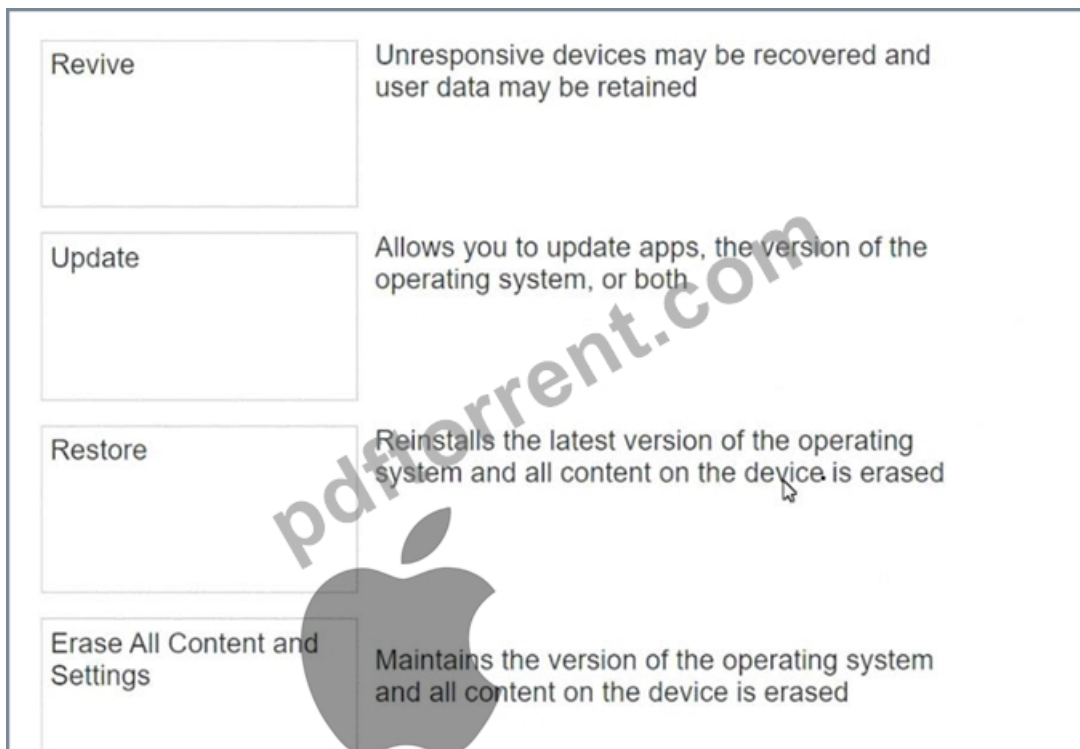 Revive
Unresponsive devices may be recovered and
user data may be retained
Update
Allows you to update apps, the version of the
operating system, or both
Restore
Reinstalls the latest version of the operating
system and all content on the device is erased
Erase All Content and
Settings
Maintains the version of the operating system
and all content on the device is erased
pdftorrent.com